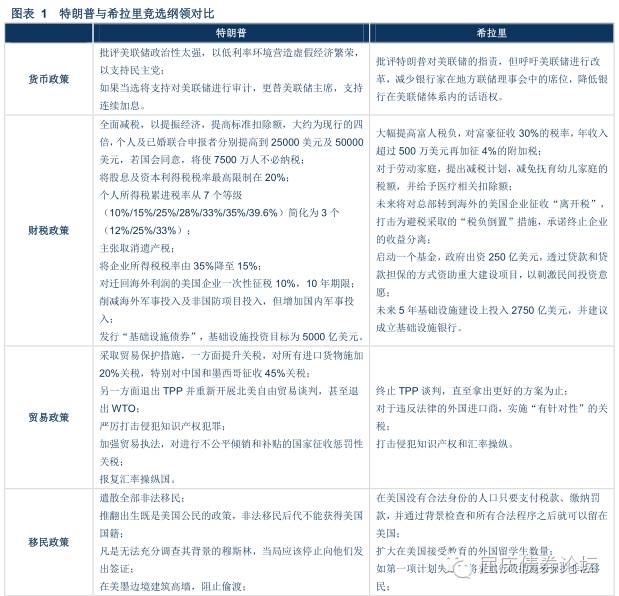 图表 1 特朗普与希拉里竞选纲领对比
特朗普
希拉里
货币政策
批评美联储政治性太强，以低利率环境营造虚假经济繁荣，
以支持民主党；
如果当选将支持对美联储进行审计，更替美联储主席，支持
连续加息。
批评特朗普对美联储的指责，但呼吁美联储进行改
革，减少银行家在地方联储理事会中的席位，降低银
行在美联储体系内的话语权。
财税政策
全面减税，以提振经济，提高标准扣除额，大约为现行的四
倍，个人及已婚联合申报者分别提高到 25000 美元及 50000
美元，若国会同意，将使 7500 万人不必纳税；
将股息及资本利得税税率最高限制在 20%；
个人所得税累进税率从 7 个等级
（10%/15%/25%/28%/33%/35%/39.6%）简化为 3 个
（12%/25%/33%）；
主张取消遗产税；
将企业所得税税率由 35%降至 15%；
对迁回海外利润的美国企业一次性征税 10%，10 年期限；
削减海外军事投入及非国防项目投入，但增加国内军事投
入；
发行“基础设施债券”，基础设施投资目标为 5000 亿美元。
大幅提高富人税负，对富豪征收 30%的税率，年收入
超过 500 万美元再加征 4%的附加税；
对于劳动家庭，提出减税计划，减免抚育幼儿家庭的
税额，并给予医疗相关扣除额；
未来将对总部转到海外的美国企业征收“离开税”，
打击为避税采取的“税负倒置”措施，承诺终止企业
的收益分离；
启动一个基金，政府出资 250 亿美元，透过贷款和贷
款担保的方式资助重大建设项目，以刺激民间投资意
愿；
未来 5 年基础设施建设上投入 2750 亿美元，并建议
成立基础设施银行。
贸易政策
采取贸易保护措施，一方面提升关税，对所有进口货物施加
20%关税，特别对中国和墨西哥征收 45%关税；
另一方面退出 TPP 并重新开展北美自由贸易谈判，甚至退
出 WTO；
严厉打击侵犯知识产权犯罪；
加强贸易执法，对进行不公平倾销和补贴的国家征收惩罚性
关税；
报复汇率操纵国。
终止 TPP 谈判，直至拿出更好的方案为止；
对于违反法律的外国进口商，实施“有针对性”的关
税；
打击侵犯知识产权和汇率操纵。
移民政策
遣散全部非法移民；
推翻出生既是美国公民的政策，非法移民后代不能获得美国
国籍；
凡是无法充分调查其背景的穆斯林，当局应该停止向他们发
出签证；
在美墨边境建筑高墙，阻止偷渡；
在美国没有合法身份的人口只要支付税款、缴纳罚
款，并通过背景检查和所有合法程序之后就可以留在
美国；
扩大在美国接受教育的外国留学生数量；
如第一项计划失
移
民；
屈庆债券论坛